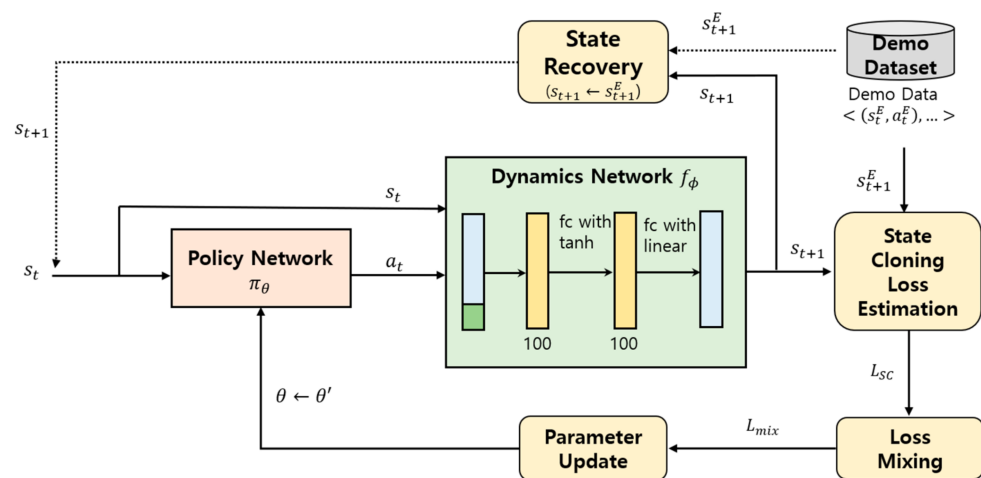 State
Recovery
(s_{t+1} ← s^E_{t+1})
s^E_{t+1}
Demo
Dataset
Demo Data
< (s^E_t, a^E_t), … >
s_{t+1}
s_{t+1}
s^E_{t+1}
Dynamics Network f_ϕ
s_t
fc with
tanh
fc with
linear
100
100
s_t
Policy Network
π_θ
a_t
s_{t+1}
State
Cloning
Loss
Estimation
L_{SC}
θ ← θ′
Parameter
Update
L_{mix}
Loss
Mixing